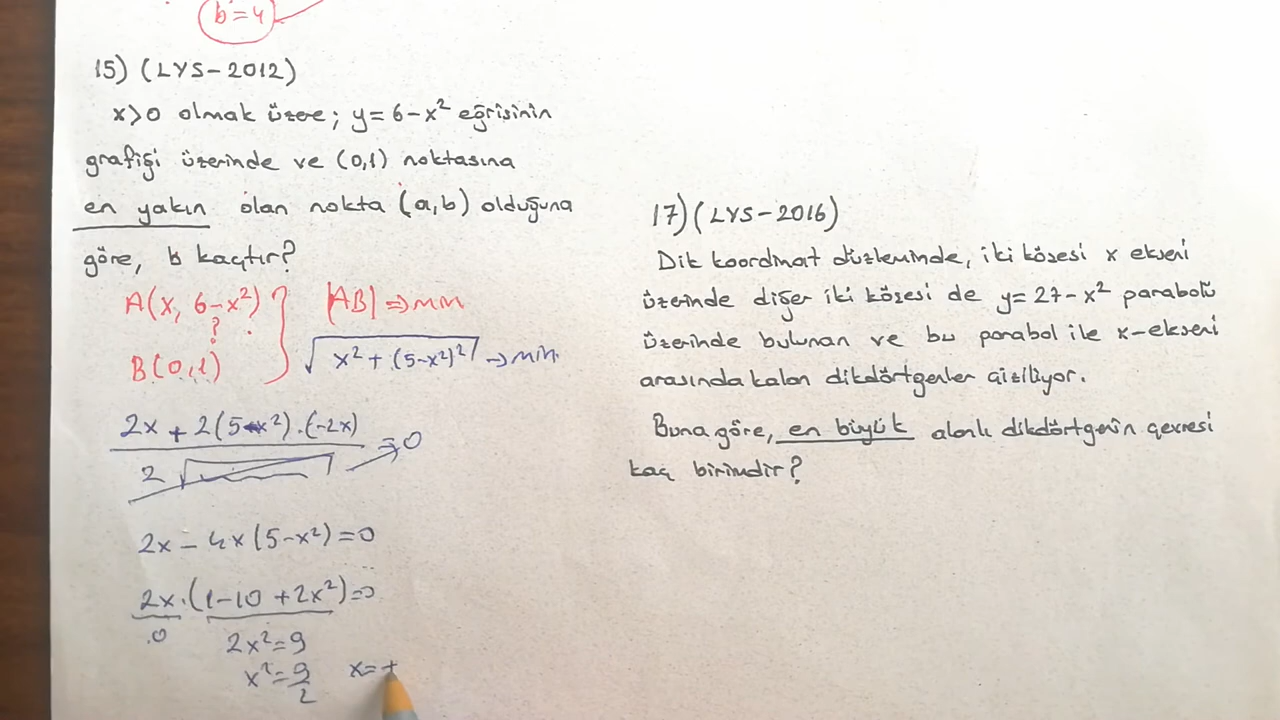 b=4
15) (LYS-2012)
x>0 olmak üzere; y=6-x² eğrisinin
grafiği üzerinde ve (0,1) noktasına
en yakın olan nokta (a,b) olduğuna
göre, b kaçtır?
A(x, 6-x²)
?
B(0,1)
|AB| => min
√x²+(5-x²)² → min.
2x+2(5-x²).(-2x)
2√
=0
2x-4x(5-x²)=0
2x.(1-10+2x²)=0
.0
2x²=9
x²=9/2 x=+
17) (LYS-2016)
Dik koordinat düzleminde, iki köşesi x ekseni
üzerinde diğer iki köşesi de y=27-x² parabolü
üzerinde bulunan ve bu parabol ile x-ekseni
arasında kalan dikdörtgenler çiziliyor.
Buna göre, en büyük alanlı dikdörtgenin çevresi
kaç birimdir?